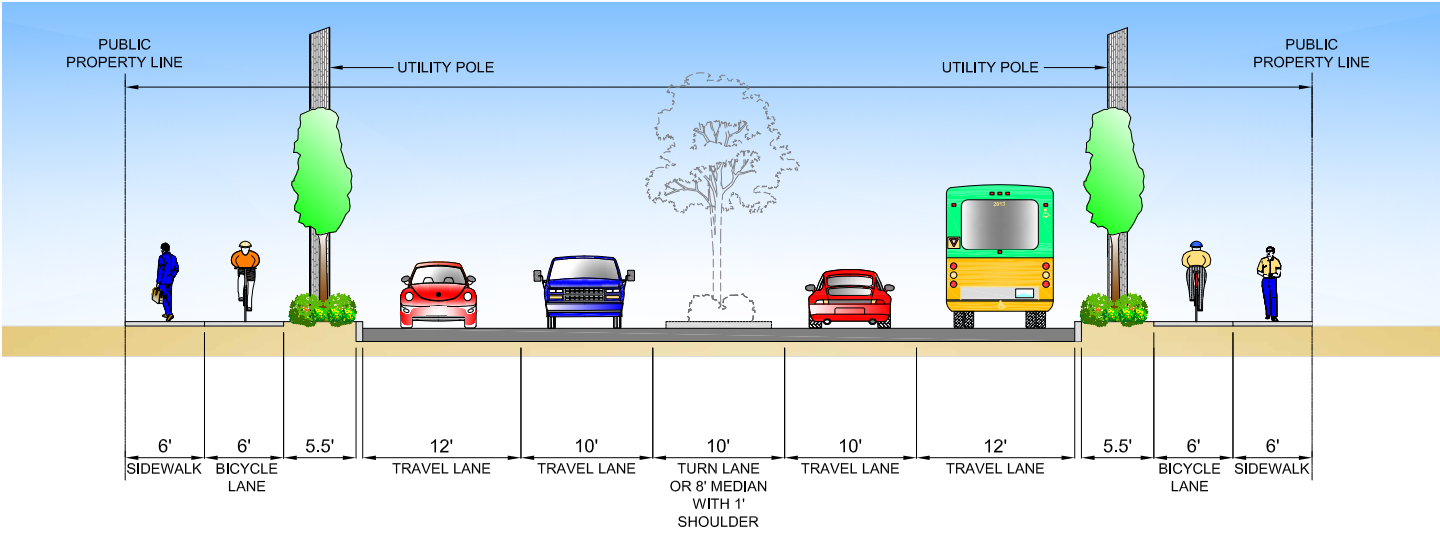 PUBLIC
PROPERTY LINE
UTILITY POLE
UTILITY POLE
PUBLIC
PROPERTY LINE
2013
6'
6'
5.5'
12'
10'
10'
10'
12'
5.5'
6'
6'
SIDEWALK
BICYCLE
LANE
TRAVEL LANE
TRAVEL LANE
TURN LANE
OR 8' MEDIAN
WITH 1'
SHOULDER
TRAVEL LANE
TRAVEL LANE
BICYCLE
LANE
SIDEWALK